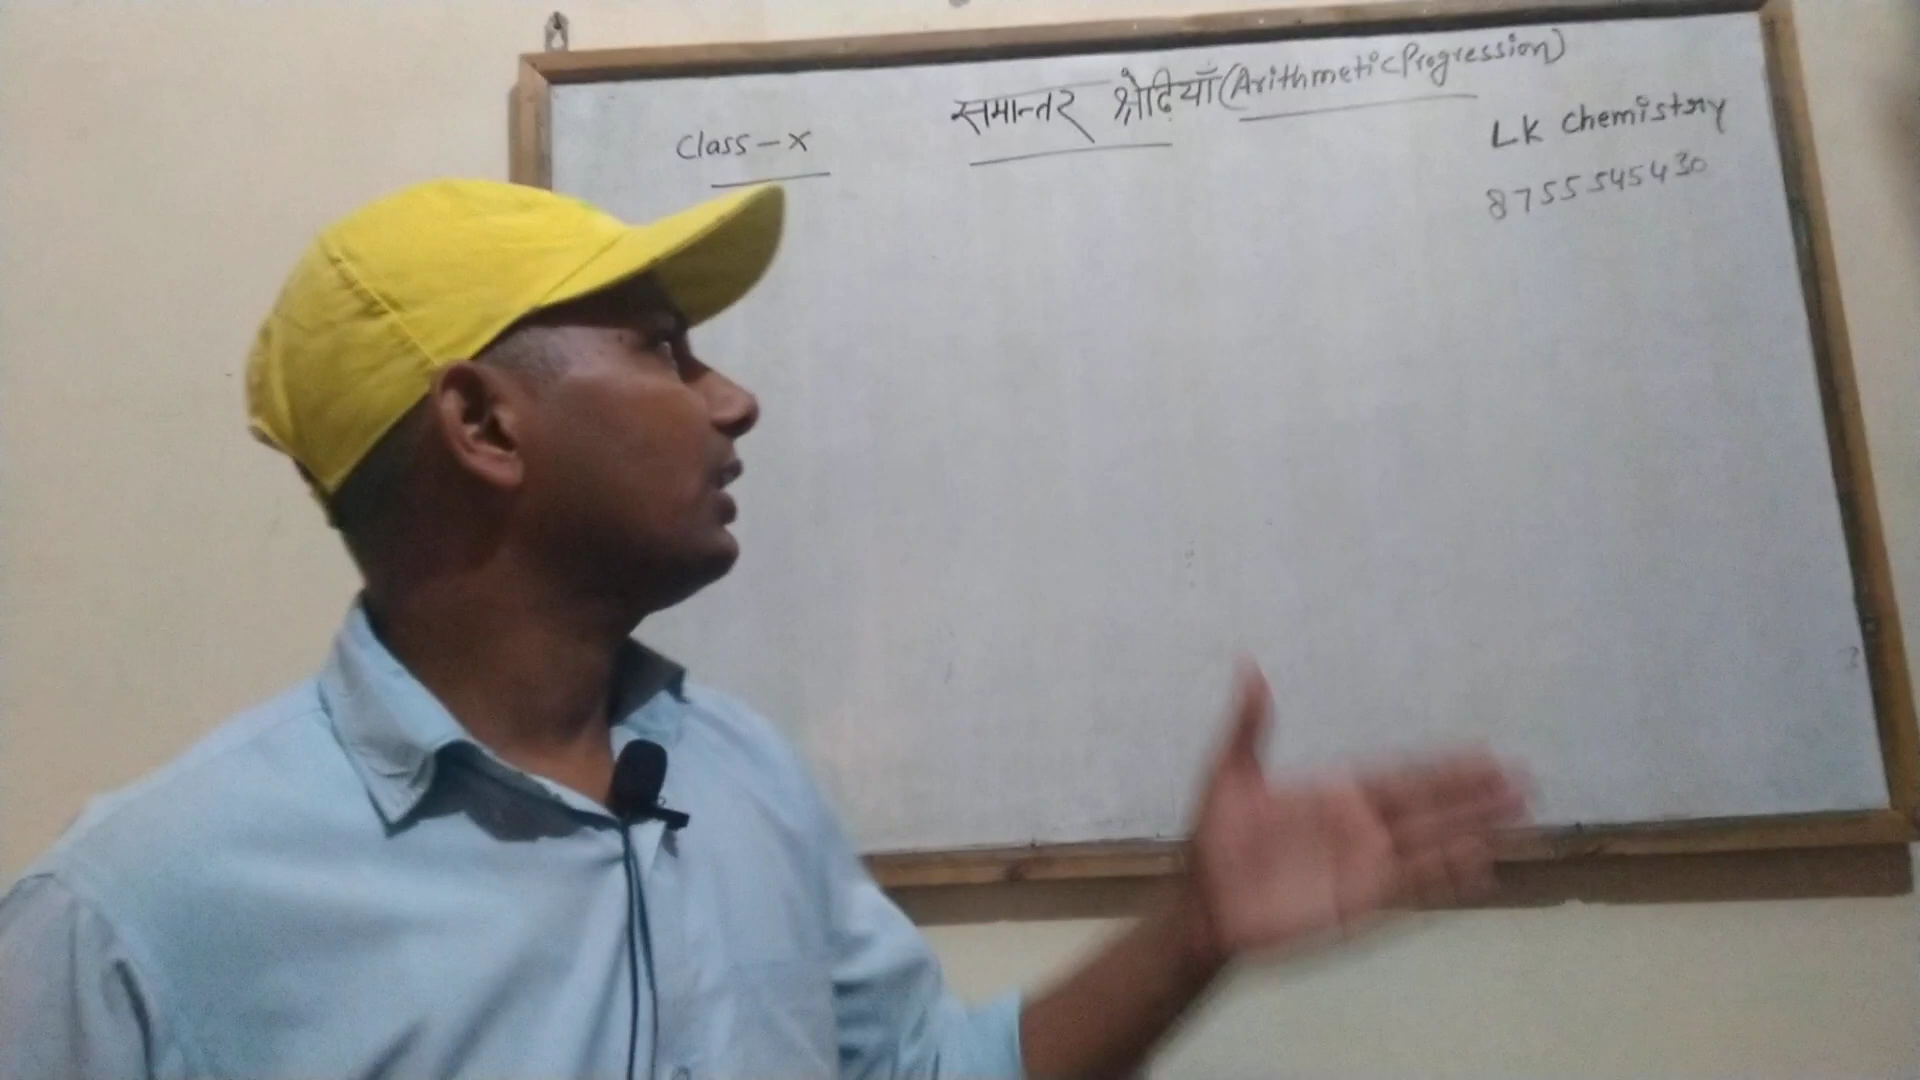 समान्तर श्रेढियाँ (Arithmetic Progression)
Class - X
LK Chemistry
8755545430